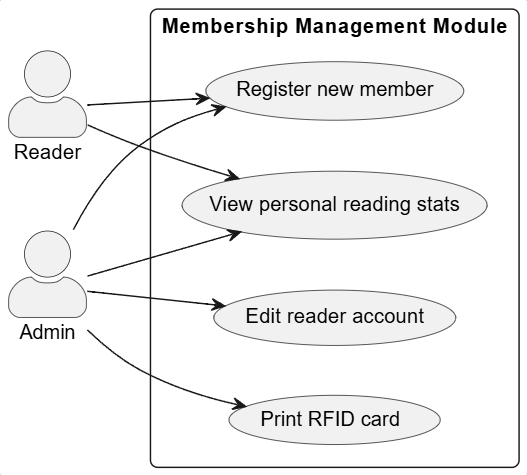 Membership Management Module
Register new member
Reader
View personal reading stats
Edit reader account
Admin
Print RFID card